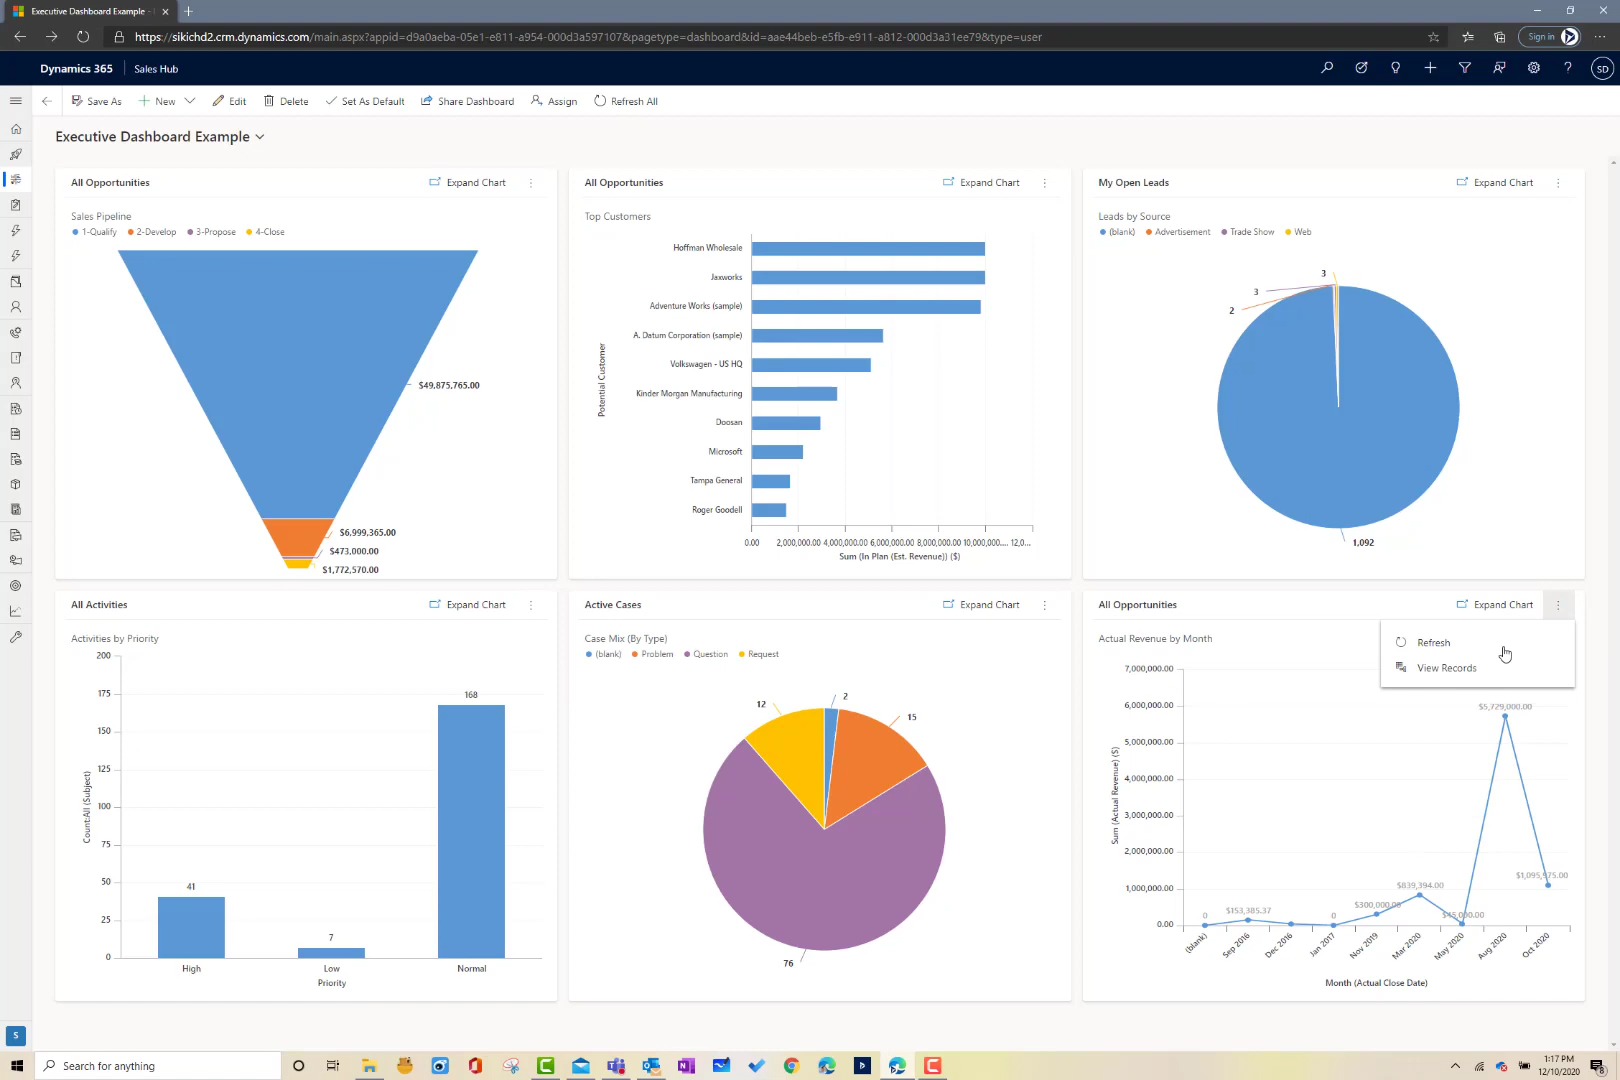 Executive Dashboard Example -
https://sikichd2.crm.dynamics.com/main.aspx?appid=d9a0aeba-05e1-e811-a954-000d3a597107&pagetype=dashboard&id=aae44beb-e5fb-e911-a812-000d3a31ee79&type=user
Sign in
Dynamics 365 Sales Hub
SD
Save As New Edit Delete Set As Default Share Dashboard Assign Refresh All
Executive Dashboard Example
All Opportunities Expand Chart
Sales Pipeline
1-Qualify 2-Develop 3-Propose 4-Close
$49,875,765.00
$6,999,365.00
$473,000.00
$1,772,570.00
All Opportunities Expand Chart
Top Customers
Potential Customer
Hoffman Wholesale
Jaxworks
Adventure Works (sample)
A. Datum Corporation (sample)
Volkswagen - US HQ
Kinder Morgan Manufacturing
Doosan
Microsoft
Tampa General
Roger Goodell
0.00 2,000,000.00 4,000,000.00 6,000,000.00 8,000,000.00 10,000,000.... 12,0...
Sum (In Plan (Est. Revenue)) ($)
My Open Leads Expand Chart
Leads by Source
(blank) Advertisement Trade Show Web
3
3
2
1,092
All Activities Expand Chart
Activities by Priority
Count:All (Subject)
200
175
150
125
100
75
50
25
0
41
7
168
High Low Normal
Priority
Active Cases Expand Chart
Case Mix (By Type)
(blank) Problem Question Request
12
2
15
76
All Opportunities Expand Chart
Actual Revenue by Month
Refresh
View Records
Sum (Actual Revenue) ($)
7,000,000.00
6,000,000.00
5,000,000.00
4,000,000.00
3,000,000.00
2,000,000.00
1,000,000.00
0.00
0
$153,385.37
0
$300,000.00
$839,394.00
$45,000.00
$5,729,000.00
$1,095,975.00
(blank) Sep 2016 Dec 2016 Jan 2017 Nov 2019 Mar 2020 May 2020 Aug 2020 Oct 2020
Month (Actual Close Date)
S
Search for anything
1:17 PM
12/10/2020
8